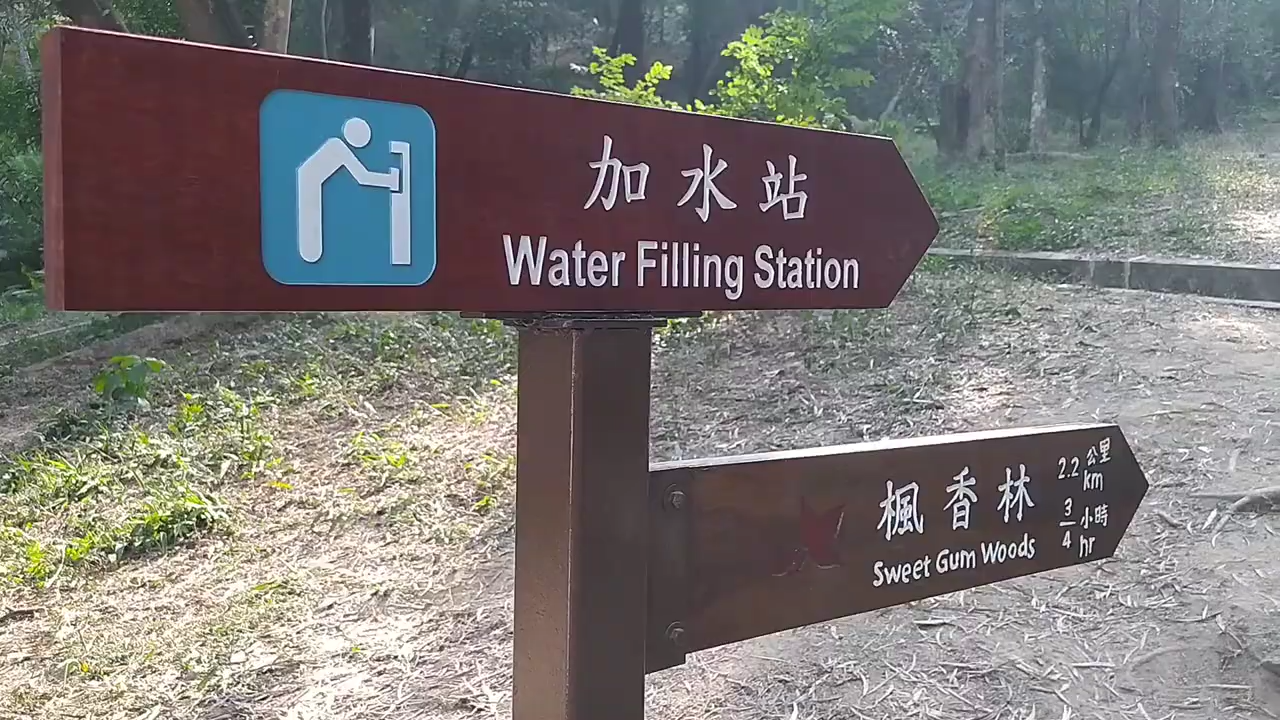 加水站
Water Filling Station
楓香林
Sweet Gum Woods
2.2 公里
km
3/4 小時
hr